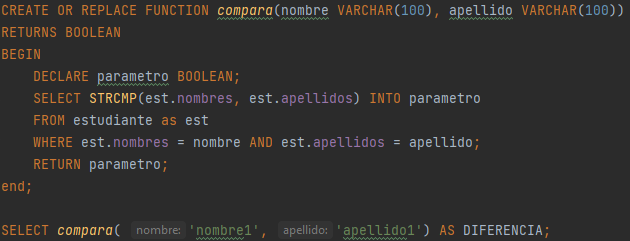 CREATE OR REPLACE FUNCTION compara(nombre VARCHAR(100), apellido VARCHAR(100))
RETURNS BOOLEAN
BEGIN
DECLARE parametro BOOLEAN;
SELECT STRCMP(est.nombres, est.apellidos) INTO parametro
FROM estudiante as est
WHERE est.nombres = nombre AND est.apellidos = apellido;
RETURN parametro;
end;
SELECT compara( nombre: 'nombre1', apellido: 'apellido1') AS DIFERENCIA;